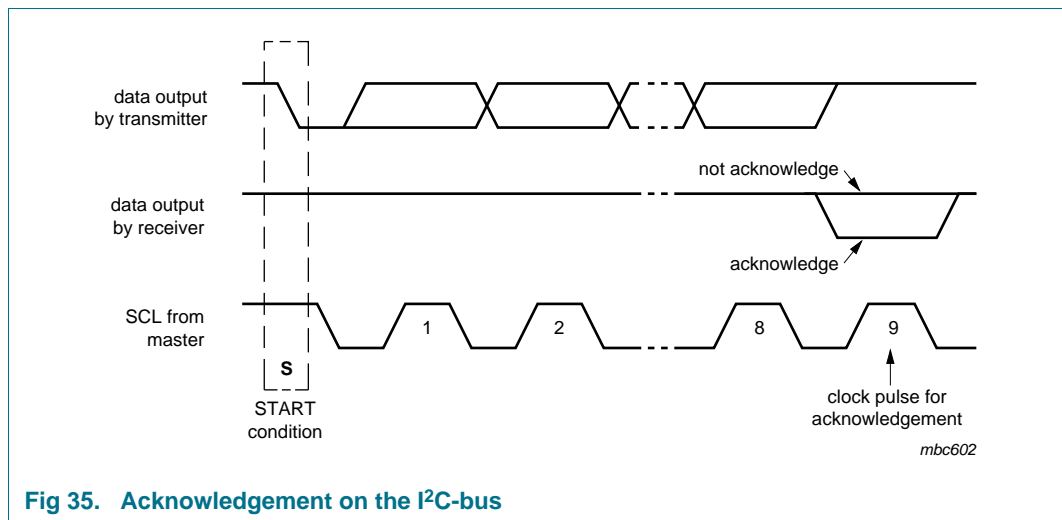 data output
by transmitter
not acknowledge
data output
by receiver
acknowledge
SCL from
master
1
2
8
9
S
START
condition
clock pulse for
acknowledgement
mbc602
Fig 35. Acknowledgement on the I²C-bus